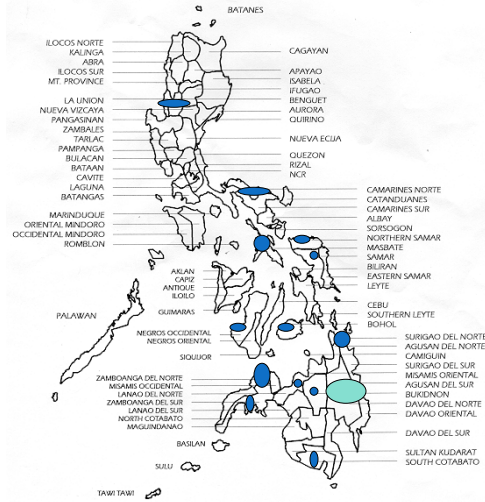 BATANES
ILOCOS NORTE
KALINGA
ABRA
ILOCOS SUR
MT. PROVINCE
LA UNION
NUEVA VIZCAYA
PANGASINAN
ZAMBALES
TARLAC
PAMPANGA
BULACAN
BATAAN
CAVITE
LAGUNA
BATANGAS
MARINDUQUE
ORIENTAL MINDORO
OCCIDENTAL MINDORO
ROMBLON
CAGAYAN
APAYAO
ISABELA
IFUGAO
BENGUET
AURORA
QUIRINO
NUEVA ECIJA
QUEZON
RIZAL
NCR
CAMARINES NORTE
CATANDUANES
CAMARINES SUR
ALBAY
SORSOGON
NORTHERN SAMAR
MASBATE
SAMAR
BILIRAN
EASTERN SAMAR
LEYTE
AKLAN
CAPIZ
ANTIQUE
ILOILO
GUIMARAS
PALAWAN
NEGROS OCCIDENTAL
NEGROS ORIENTAL
SIQUIJOR
CEBU
SOUTHERN LEYTE
BOHOL
SURIGAO DEL NORTE
AGUSAN DEL NORTE
CAMIGUIN
SURIGAO DEL SUR
MISAMIS ORIENTAL
AGUSAN DEL SUR
BUKIDNON
DAVAO DEL NORTE
DAVAO ORIENTAL
DAVAO DEL SUR
SULTAN KUDARAT
SOUTH COTABATO
ZAMBOANGA DEL NORTE
MISAMIS OCCIDENTAL
LANAO DEL NORTE
ZAMBOANGA DEL SUR
LANAO DEL SUR
NORTH COTABATO
MAGUINDANAO
BASILAN
SULU
TAWI TAWI